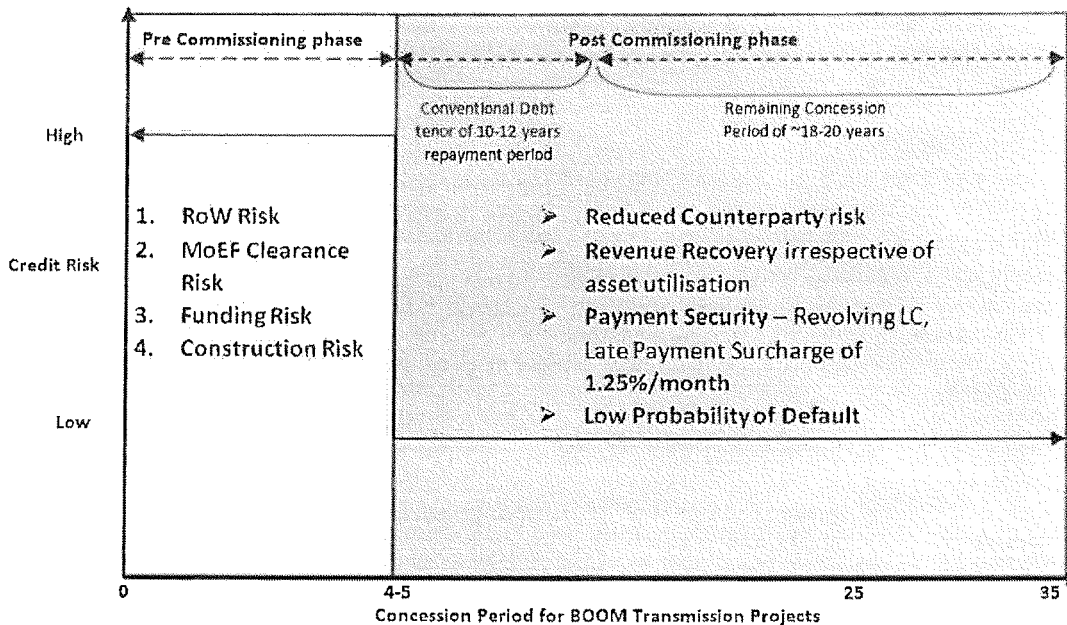 Pre Commissioning phase
Post Commissioning phase
Conventional Debt
tenor of 10-12 years
repayment period
Remaining Concession
Period of ~18-20 years
High
Credit Risk
Low
1. RoW Risk
2. MoEF Clearance
Risk
3. Funding Risk
4. Construction Risk
➢ Reduced Counterparty risk
➢ Revenue Recovery irrespective of
asset utilisation
➢ Payment Security – Revolving LC,
Late Payment Surcharge of
1.25%/month
➢ Low Probability of Default
0
4-5
25
35
Concession Period for BOOM Transmission Projects